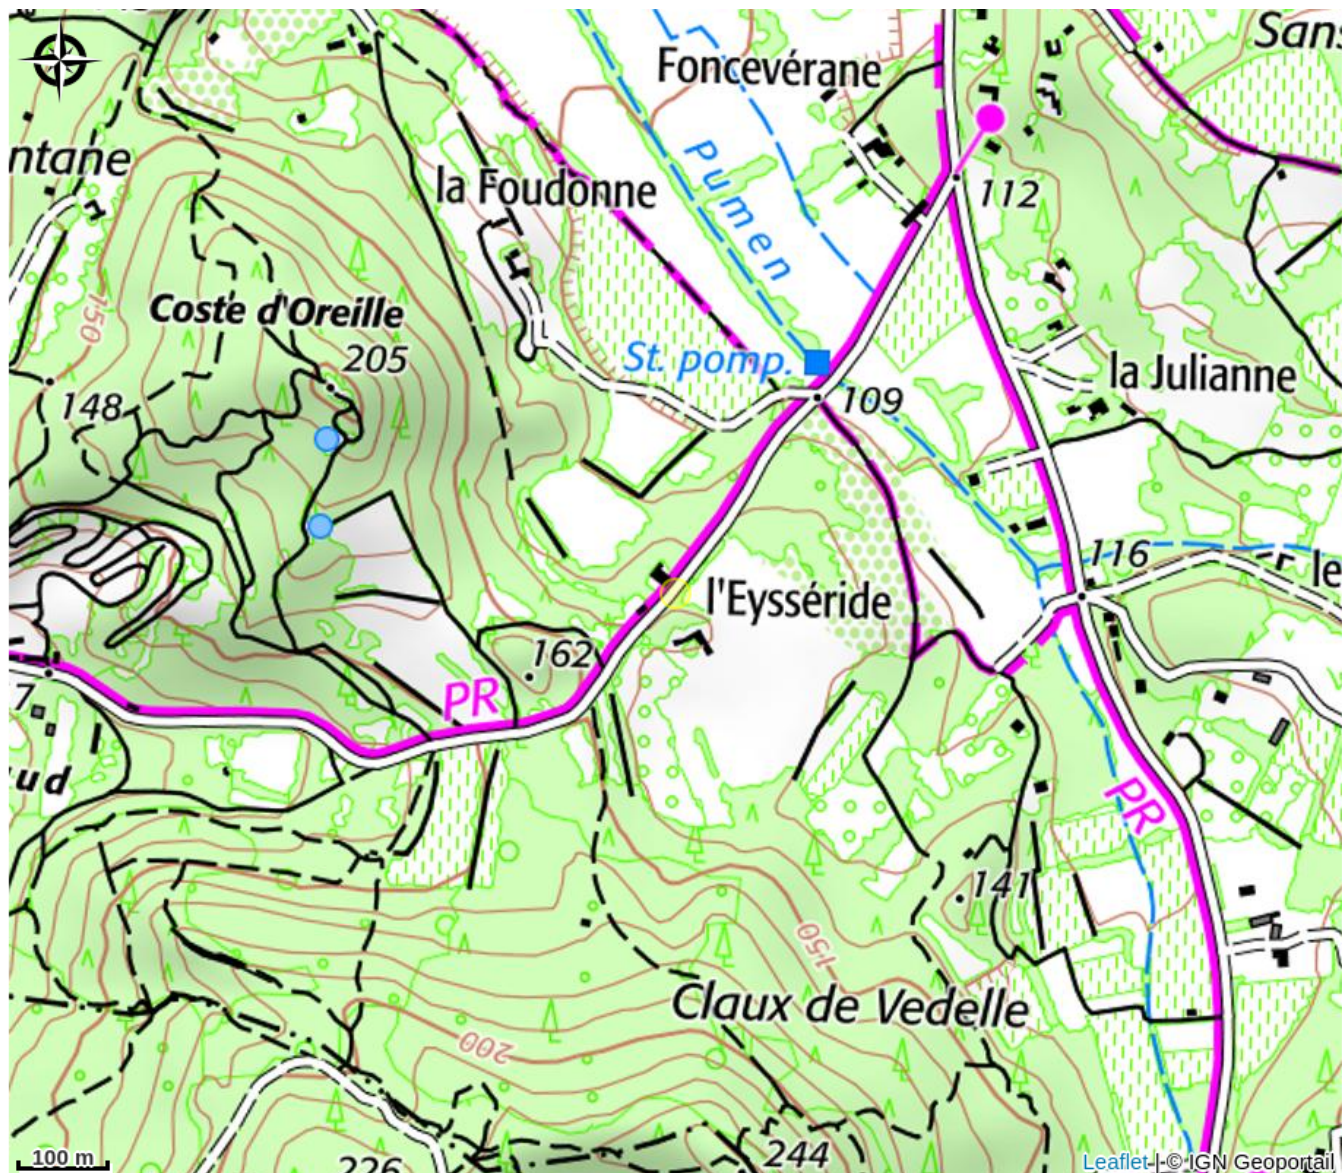 Foncevérane
Sans
ntane
la Foudonne
Pumen
112
150
Coste d'Oreille
205
St. pomp.
la Julianne
148
109
116
le
l'Eysséride
162
PR
7
ud
PR
141
150
Claux de Vedelle
200
100 m
226
244
Leaflet | © IGN Geoportail